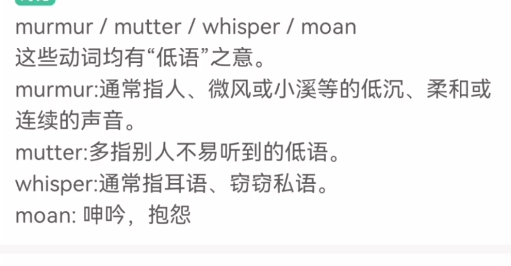 murmur / mutter / whisper / moan
这些动词均有“低语”之意。
murmur:通常指人、微风或小溪等的低沉、柔和或
连续的声音。
mutter:多指别人不易听到的低语。
whisper:通常指耳语、窃窃私语。
moan: 呻吟，抱怨